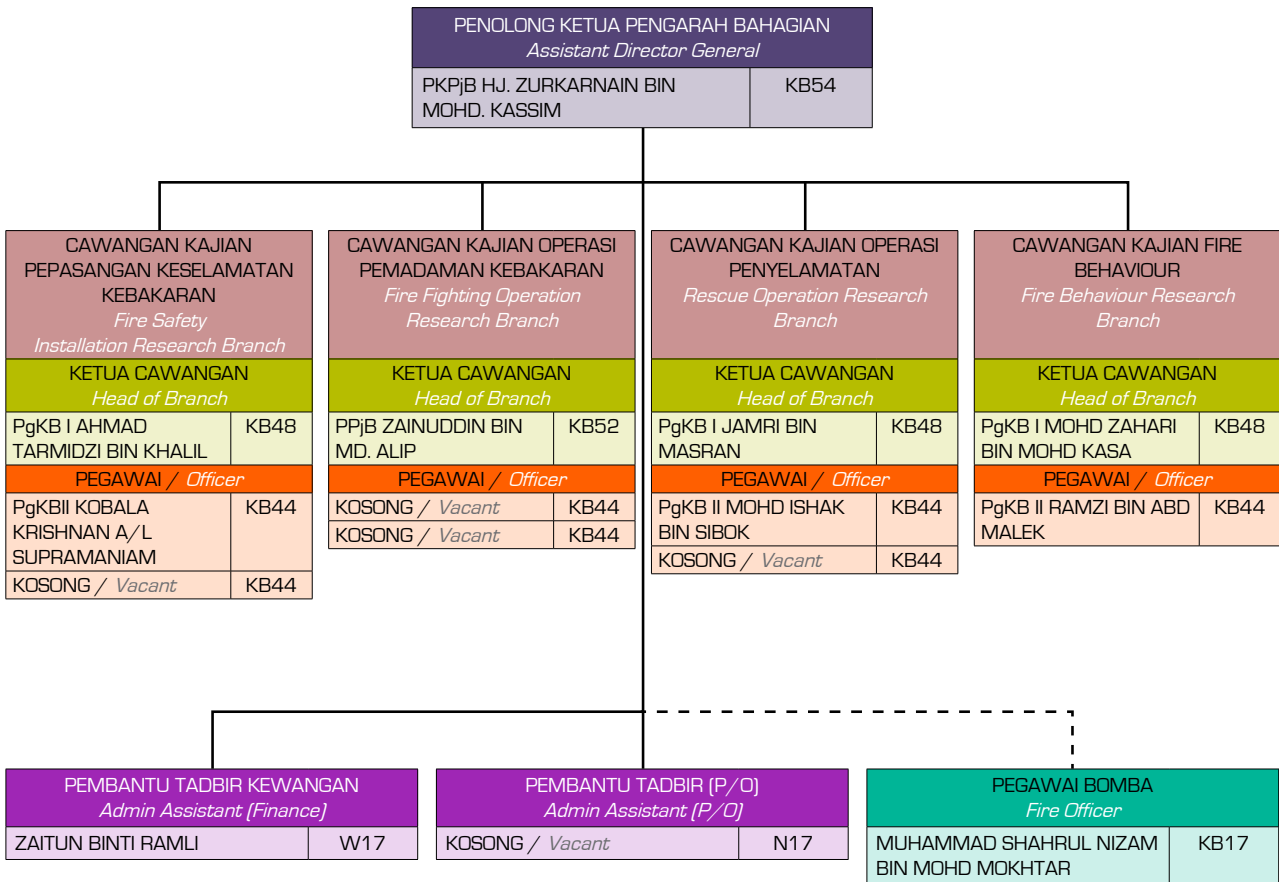 PENOLONG KETUA PENGARAH BAHAGIAN
Assistant Director General
PKPjB HJ. ZURKARNAIN BIN
MOHD. KASSIM
KB54
CAWANGAN KAJIAN
PEPASANGAN KESELAMATAN
KEBAKARAN
Fire Safety
Installation Research Branch
KETUA CAWANGAN
Head of Branch
PgKB I AHMAD
TARMIDZI BIN KHALIL
KB48
PEGAWAI / Officer
PgKBII KOBALA
KRISHNAN A/L
SUPRAMANIAM
KB44
KOSONG / Vacant
KB44
CAWANGAN KAJIAN OPERASI
PEMADAMAN KEBAKARAN
Fire Fighting Operation
Research Branch
KETUA CAWANGAN
Head of Branch
PPjB ZAINUDDIN BIN
MD. ALIP
KB52
PEGAWAI / Officer
KOSONG / Vacant
KB44
KOSONG / Vacant
KB44
CAWANGAN KAJIAN OPERASI
PENYELAMATAN
Rescue Operation Research
Branch
KETUA CAWANGAN
Head of Branch
PgKB I JAMRI BIN
MASRAN
KB48
PEGAWAI / Officer
PgKB II MOHD ISHAK
BIN SIBOK
KB44
KOSONG / Vacant
KB44
CAWANGAN KAJIAN FIRE
BEHAVIOUR
Fire Behaviour Research
Branch
KETUA CAWANGAN
Head of Branch
PgKB I MOHD ZAHARI
BIN MOHD KASA
KB48
PEGAWAI / Officer
PgKB II RAMZI BIN ABD
MALEK
KB44
PEMBANTU TADBIR KEWANGAN
Admin Assistant (Finance)
ZAITUN BINTI RAMLI
W17
PEMBANTU TADBIR (P/O)
Admin Assistant (P/O)
KOSONG / Vacant
N17
PEGAWAI BOMBA
Fire Officer
MUHAMMAD SHAHRUL NIZAM
BIN MOHD MOKHTAR
KB17